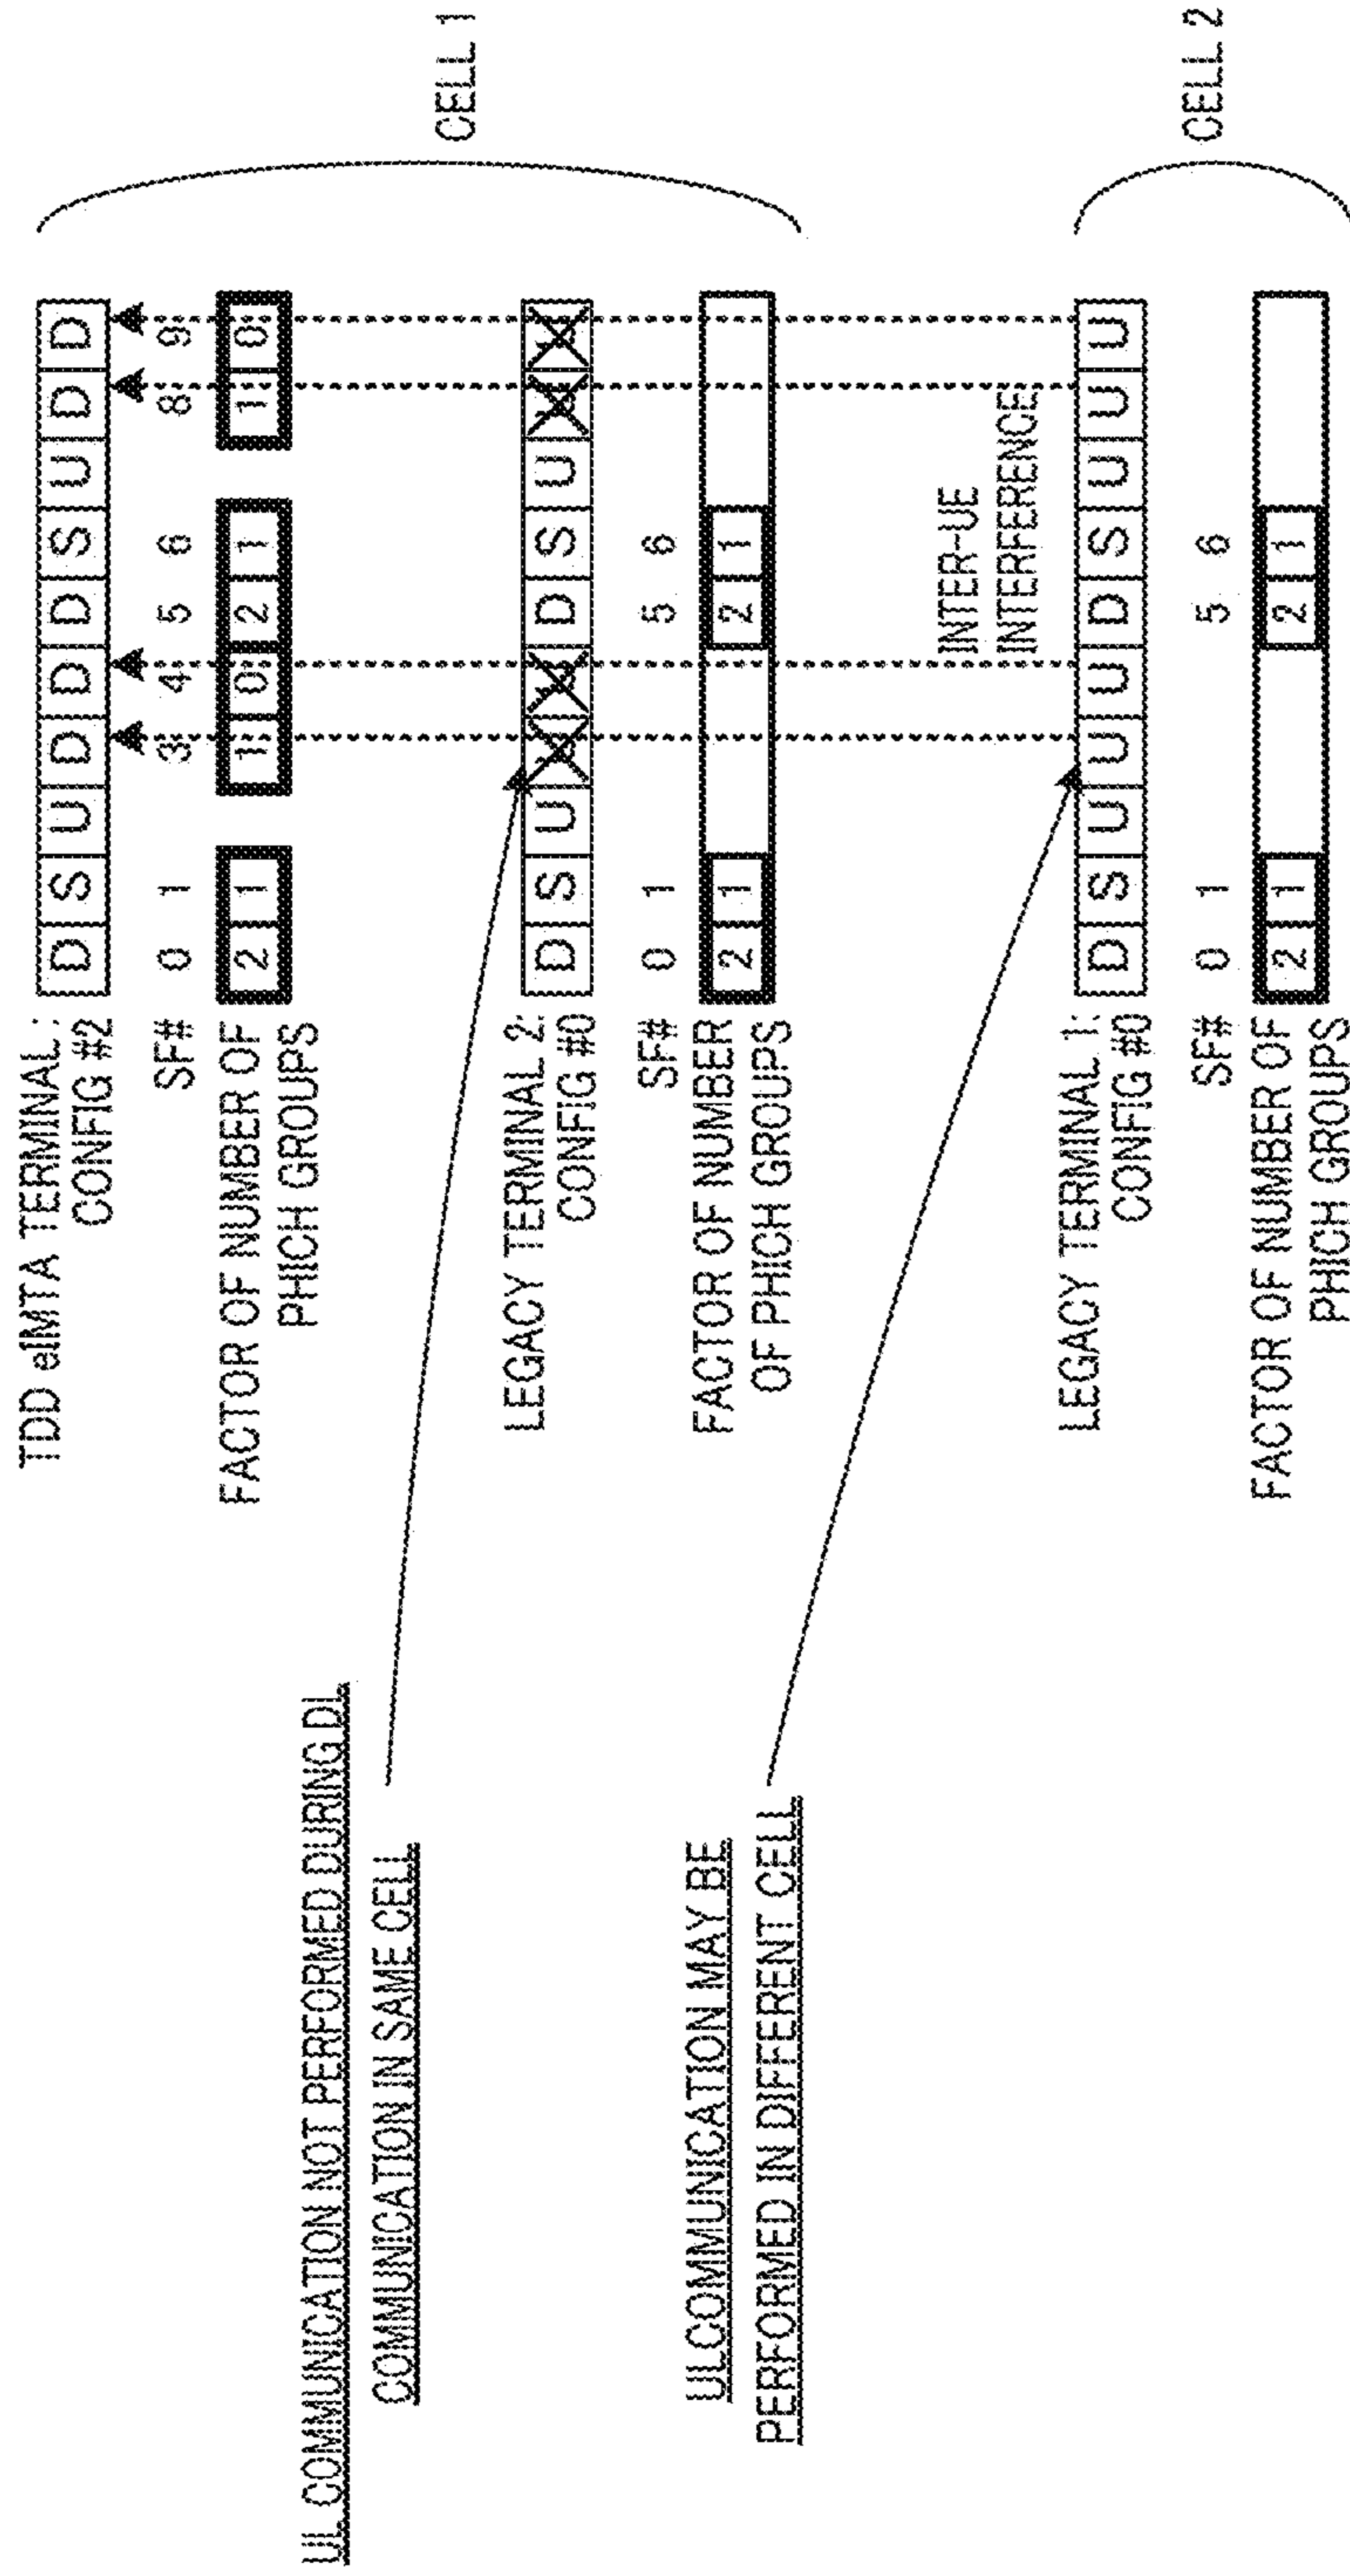 TDD eIMTA TERMINAL:
CONFIG #2
D S U D D D S U D D
SF# 0 1 3 4 5 6 8 9
FACTOR OF NUMBER OF
PHICH GROUPS
2 1 1 0 2 1 1 0
CELL 1
UL COMMUNICATION NOT PERFORMED DURING DL
COMMUNICATION IN SAME CELL
LEGACY TERMINAL 2:
CONFIG #0
D S U U U D S U U U
SF# 0 1 5 6
FACTOR OF NUMBER
OF PHICH GROUPS
2 1 2 1
ULCOMMUNICATION MAY BE
PERFORMED IN DIFFERENT CELL
INTER-UE
INTERFERENCE
LEGACY TERMINAL 1:
CONFIG #0
D S U U U D S U U U
SF# 0 1 5 6
FACTOR OF NUMBER OF
PHICH GROUPS
2 1 2 1
CELL 2